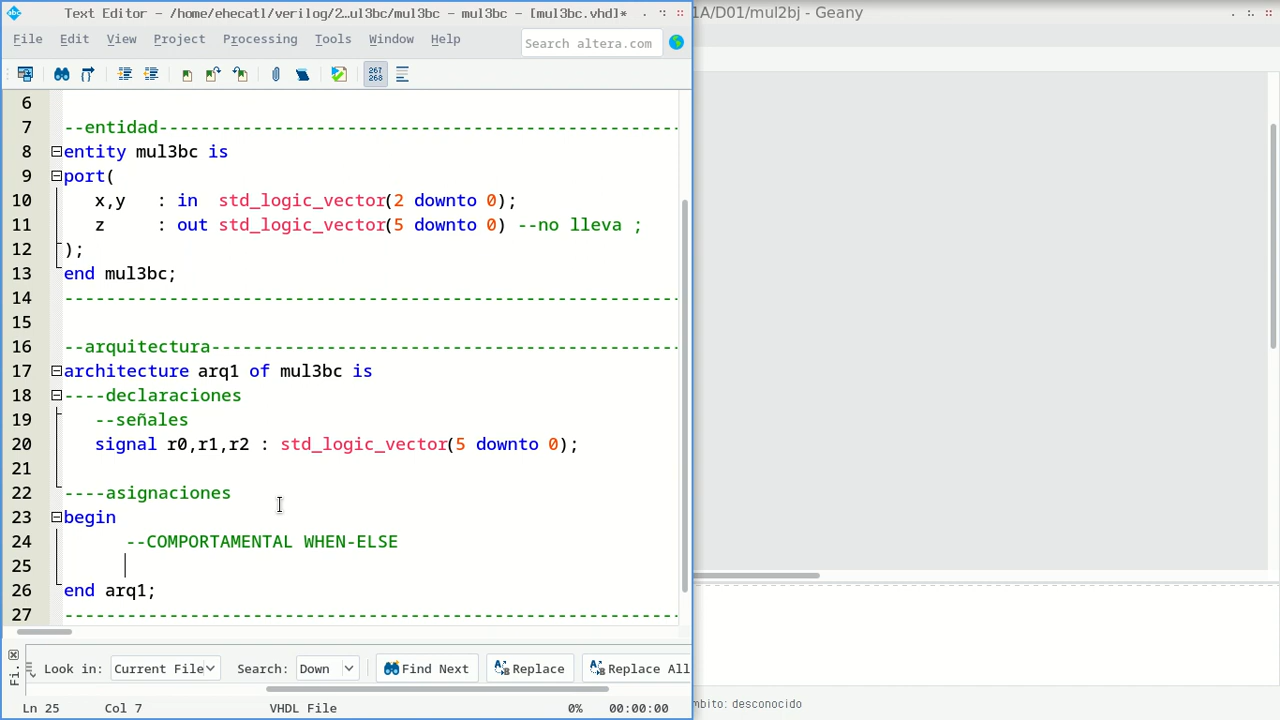 Text Editor - /home/ehecatl/verilog/2…ul3bc/mul3bc - mul3bc - [mul3bc.vhd]*
1A/D01/mul2bj - Geany
File Edit View Project Processing Tools Window Help
Search altera.com
267
268
6
7 --entidad--------------------------------------------------
8 entity mul3bc is
9 port(
10 x,y : in std_logic_vector(2 downto 0);
11 z : out std_logic_vector(5 downto 0) --no lleva ;
12 );
13 end mul3bc;
14 -----------------------------------------------------------
15
16 --arquitectura---------------------------------------------
17 architecture arq1 of mul3bc is
18 ----declaraciones
19 --señales
20 signal r0,r1,r2 : std_logic_vector(5 downto 0);
21
22 ----asignaciones
23 begin
24 --COMPORTAMENTAL WHEN-ELSE
25
26 end arq1;
27 -----------------------------------------------------------
Fi.
Look in: Current File Search: Down Find Next Replace Replace All
Ln 25 Col 7 VHDL File 0% 00:00:00
mbito: desconocido